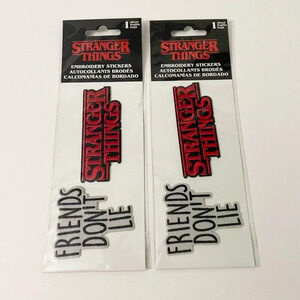 1
STRANGER
THINGS
EMBROIDERY STICKERS
AUTOCOLLANTS BRODÉS
CALCOMANÍAS DE BORDADO
STRANGER
THINGS
FRIENDS
DON'T
LIE
1
STRANGER
THINGS
EMBROIDERY STICKERS
AUTOCOLLANTS BRODÉS
CALCOMANÍAS DE BORDADO
STRANGER
THINGS
FRIENDS
DON'T
LIE